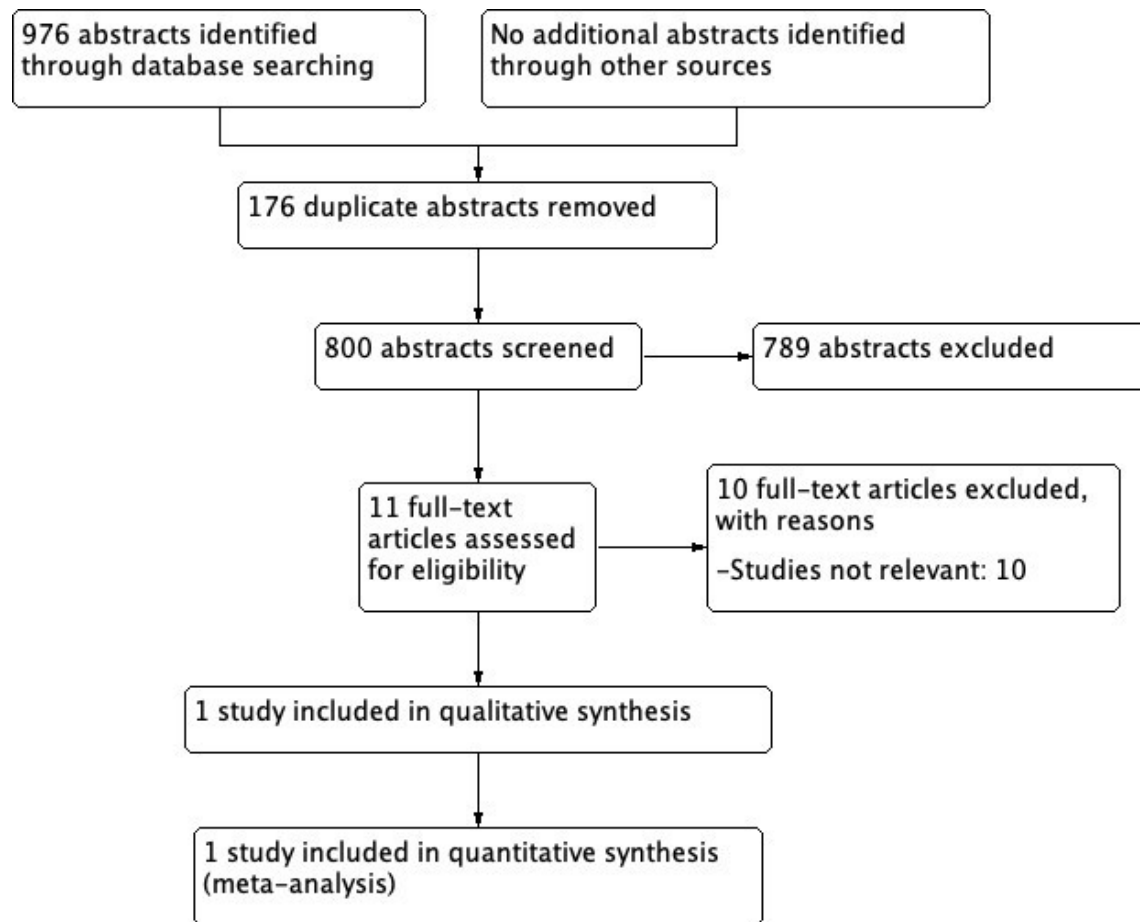 976 abstracts identified
through database searching
No additional abstracts identified
through other sources
176 duplicate abstracts removed
800 abstracts screened
789 abstracts excluded
11 full-text
articles assessed
for eligibility
10 full-text articles excluded,
with reasons
-Studies not relevant: 10
1 study included in qualitative synthesis
1 study included in quantitative synthesis
(meta-analysis)